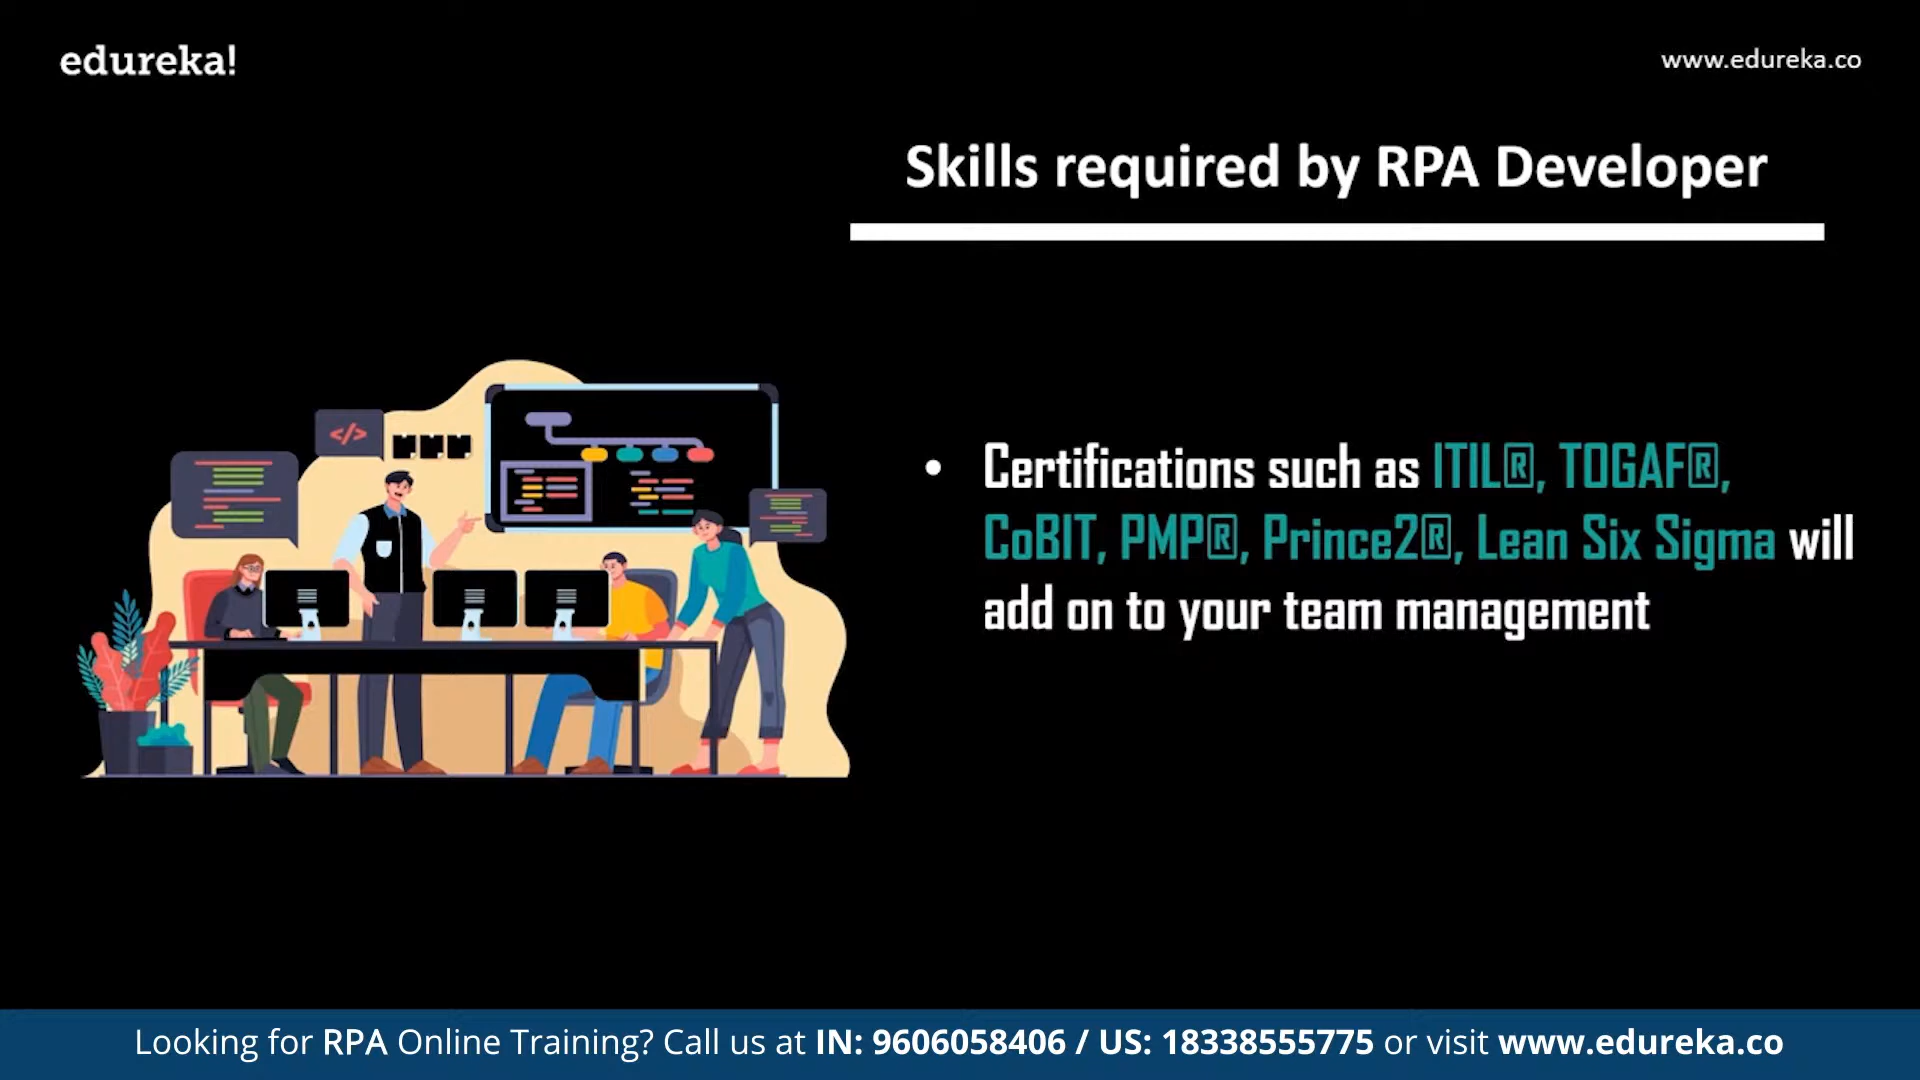 edureka!
www.edureka.co
Skills required by RPA Developer
</>
• Certifications such as ITIL®, TOGAF®,
CoBIT, PMP®, Prince2®, Lean Six Sigma will
add on to your team management
Looking for RPA Online Training? Call us at IN: 9606058406 / US: 18338555775 or visit www.edureka.co